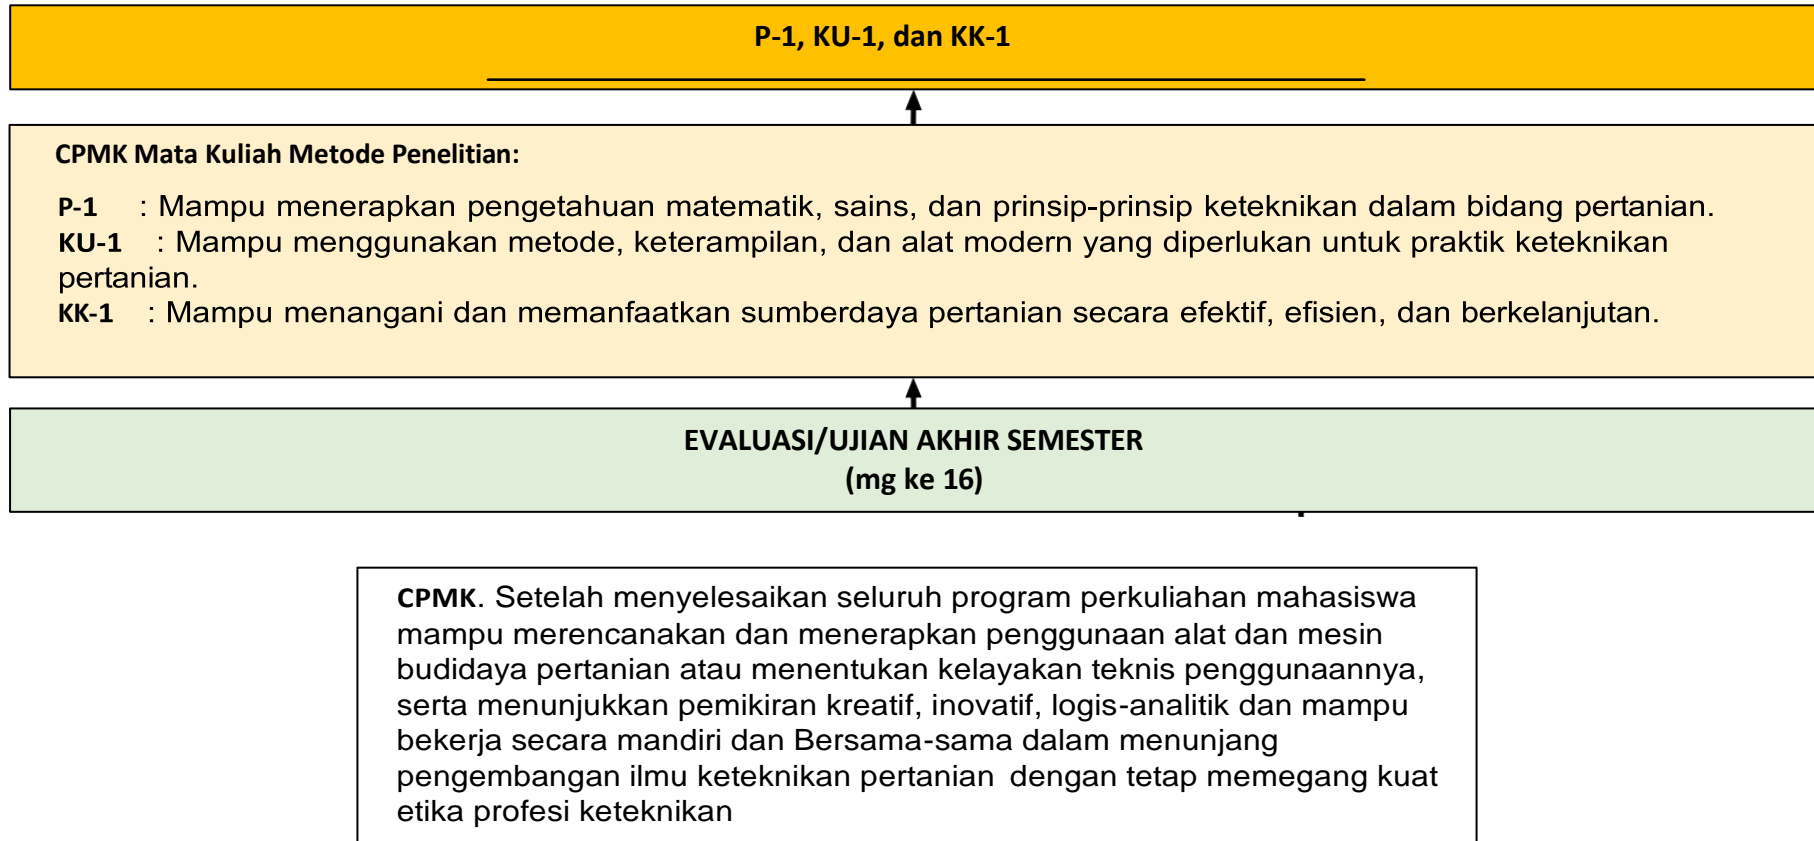 P-1, KU-1, dan KK-1
CPMK Mata Kuliah Metode Penelitian:
P-1 : Mampu menerapkan pengetahuan matematik, sains, dan prinsip-prinsip keteknikan dalam bidang pertanian.
KU-1 : Mampu menggunakan metode, keterampilan, dan alat modern yang diperlukan untuk praktik keteknikan
pertanian.
KK-1 : Mampu menangani dan memanfaatkan sumberdaya pertanian secara efektif, efisien, dan berkelanjutan.
EVALUASI/UJIAN AKHIR SEMESTER
(mg ke 16)
CPMK. Setelah menyelesaikan seluruh program perkuliahan mahasiswa
mampu merencanakan dan menerapkan penggunaan alat dan mesin
budidaya pertanian atau menentukan kelayakan teknis penggunaannya,
serta menunjukkan pemikiran kreatif, inovatif, logis-analitik dan mampu
bekerja secara mandiri dan Bersama-sama dalam menunjang
pengembangan ilmu keteknikan pertanian dengan tetap memegang kuat
etika profesi keteknikan